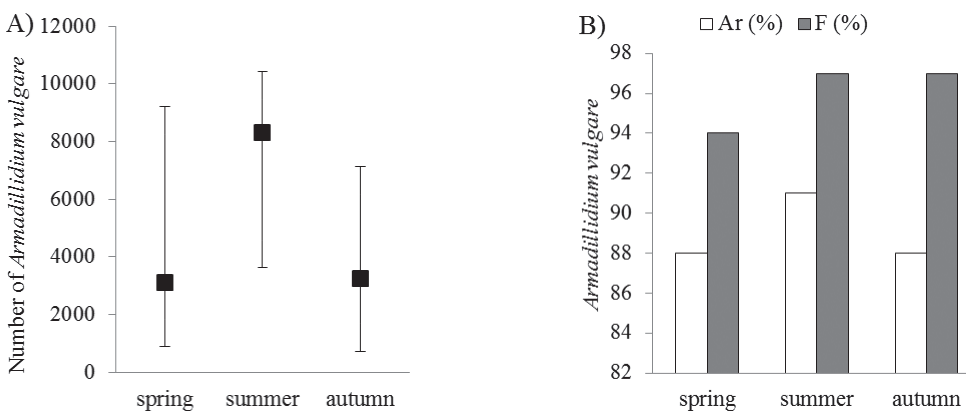 A)
Number of Armadillidium vulgare
12000
10000
8000
6000
4000
2000
0
spring summer autumn
B)
Ar (%) F (%)
Armadillidium vulgare
98
96
94
92
90
88
86
84
82
spring summer autumn